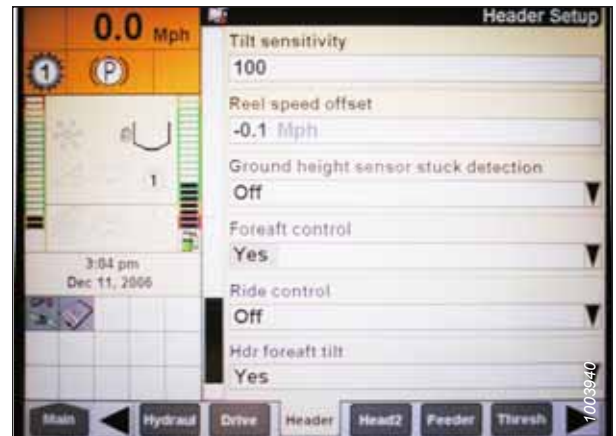 0.0 Mph
Header Setup
Tilt sensitivity
100
1
P
Reel speed offset
-0.1 Mph
Ground height sensor stuck detection
Off
1
Foreaft control
Yes
3:04 pm
Dec 11, 2006
Ride control
Off
GPS
Hdr foreaft tilt
Yes
1003940
Main
Hydraul
Drive
Header
Head2
Feeder
Thresh